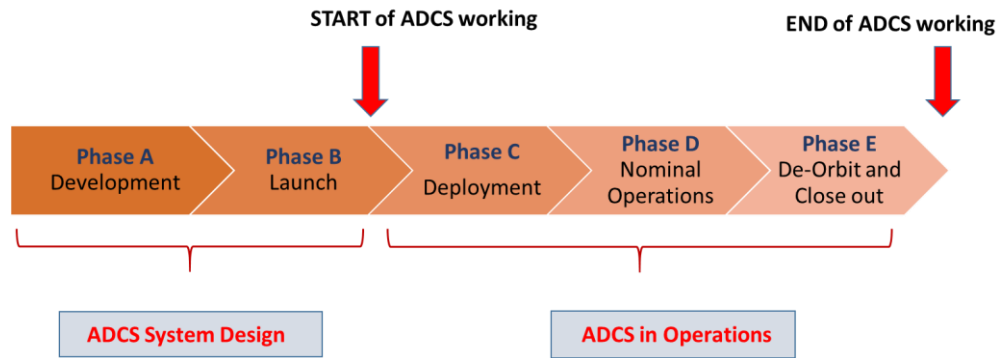 START of ADCS working
END of ADCS working
Phase A
Development
Phase B
Launch
Phase C
Deployment
Phase D
Nominal
Operations
Phase E
De-Orbit and
Close out
ADCS System Design
ADCS in Operations